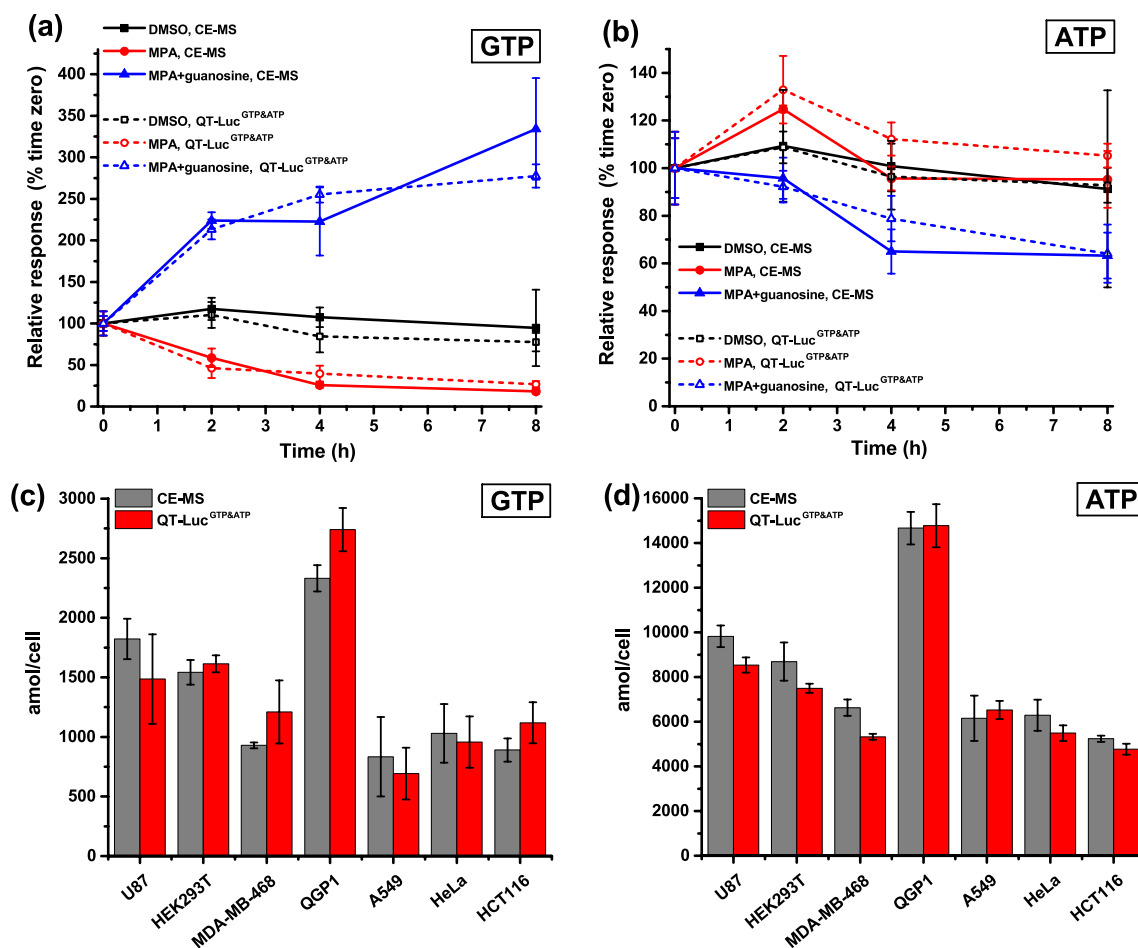 (a)
GTP
DMSO, CE-MS
MPA, CE-MS
MPA+guanosine, CE-MS
DMSO, QT-Luc^GTP&ATP
MPA, QT-Luc^GTP&ATP
MPA+guanosine, QT-Luc^GTP&ATP
Relative response (% time zero)
400
350
300
250
200
150
100
50
0
0 1 2 3 4 5 6 7 8
Time (h)
(b)
ATP
Relative response (% time zero)
140
120
100
80
60
40
20
0
DMSO, CE-MS
MPA, CE-MS
MPA+guanosine, CE-MS
DMSO, QT-Luc^GTP&ATP
MPA, QT-Luc^GTP&ATP
MPA+guanosine, QT-Luc^GTP&ATP
0 1 2 3 4 5 6 7 8
Time (h)
(c)
GTP
CE-MS
QT-Luc^GTP&ATP
amol/cell
3000
2500
2000
1500
1000
500
0
U87
HEK293T
MDA-MB-468
QGP1
A549
HeLa
HCT116
(d)
ATP
CE-MS
QT-Luc^GTP&ATP
amol/cell
16000
14000
12000
10000
8000
6000
4000
2000
0
U87
HEK293T
MDA-MB-468
QGP1
A549
HeLa
HCT116